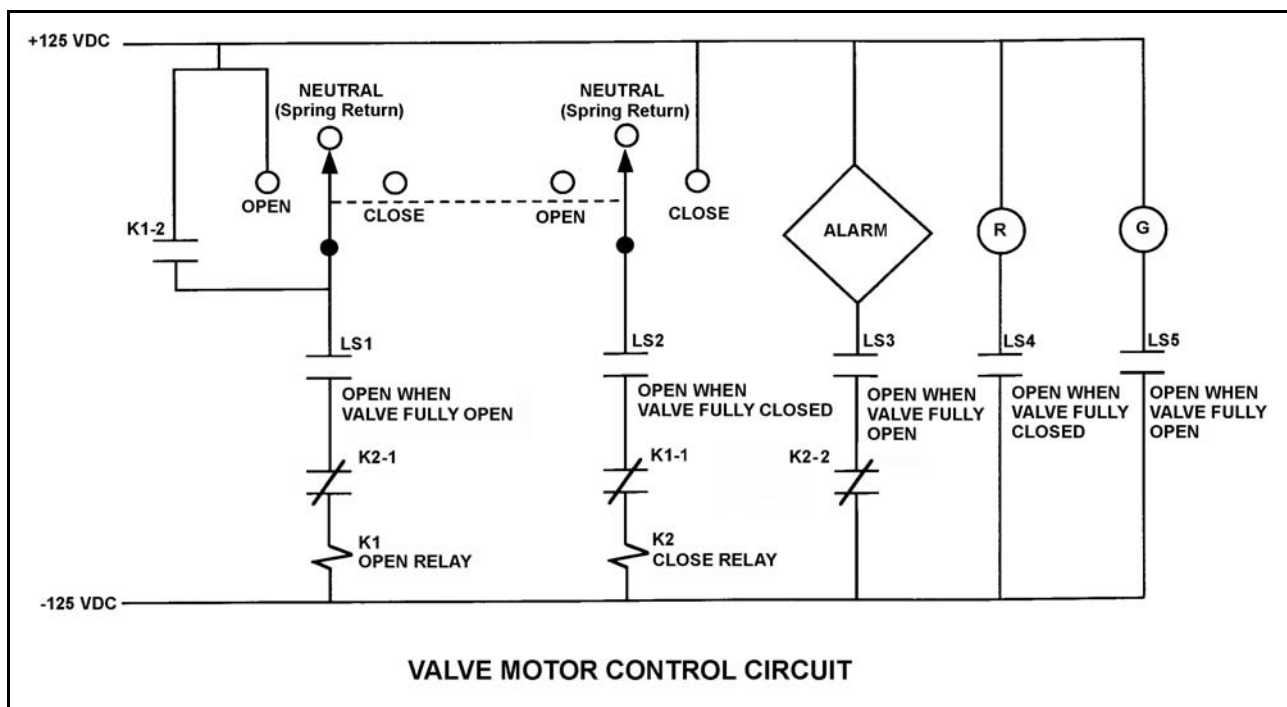 +125 VDC
NEUTRAL
(Spring Return)
NEUTRAL
(Spring Return)
OPEN
CLOSE
OPEN
CLOSE
K1-2
ALARM
R
G
LS1
OPEN WHEN
VALVE FULLY OPEN
LS2
OPEN WHEN
VALVE FULLY CLOSED
LS3
OPEN WHEN
VALVE FULLY
OPEN
LS4
OPEN WHEN
VALVE FULLY
CLOSED
LS5
OPEN WHEN
VALVE FULLY
OPEN
K2-1
K1-1
K2-2
K1
OPEN RELAY
K2
CLOSE RELAY
-125 VDC
VALVE MOTOR CONTROL CIRCUIT